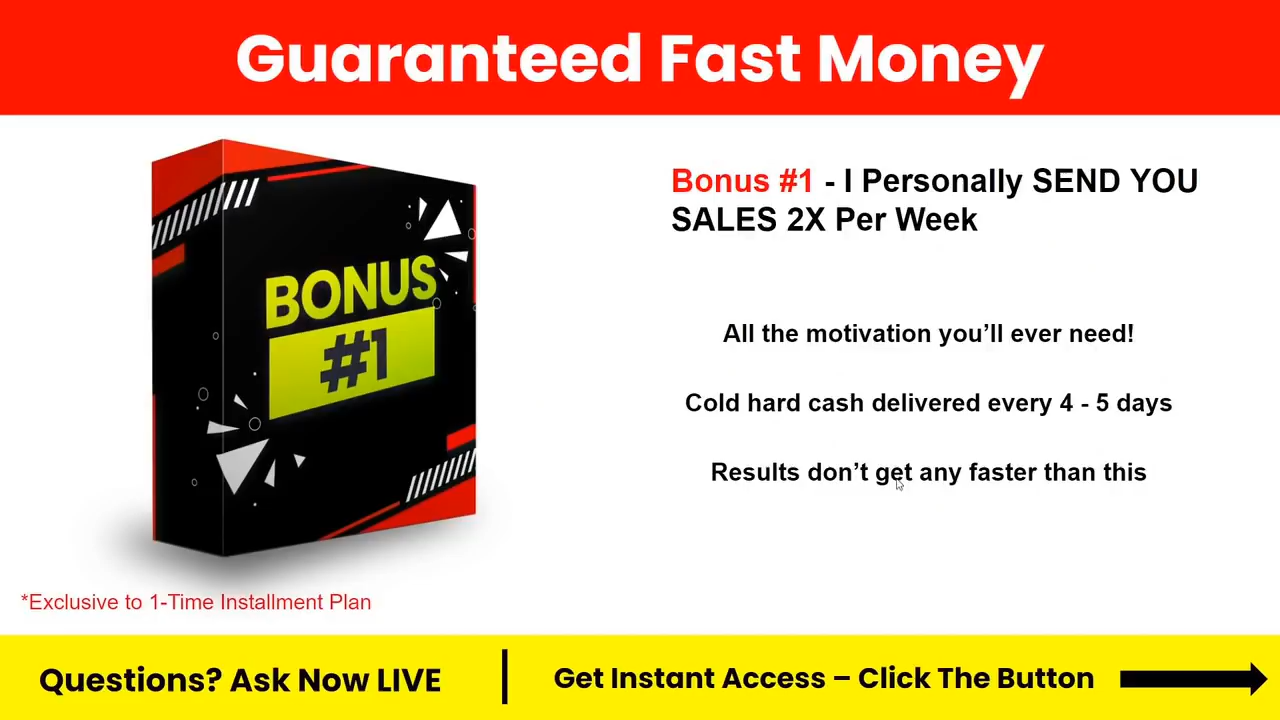 Guaranteed Fast Money
BONUS
#1
Bonus #1 - I Personally SEND YOU
SALES 2X Per Week
All the motivation you’ll ever need!
Cold hard cash delivered every 4 - 5 days
Results don’t get any faster than this
*Exclusive to 1-Time Installment Plan
Questions? Ask Now LIVE
Get Instant Access – Click The Button